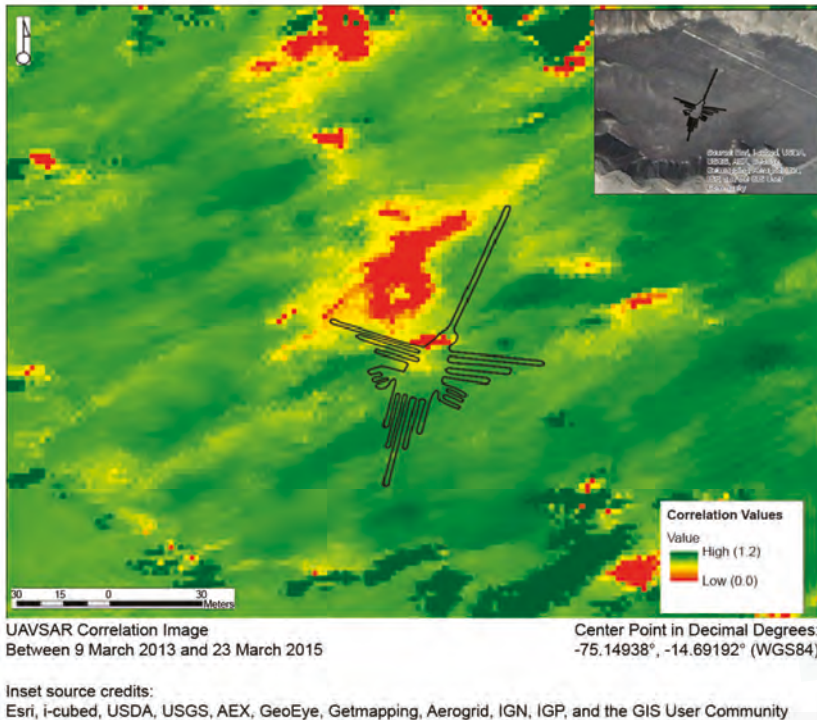 Correlation Values
Value
High (1.2)
Low (0.0)
30 15 0 30
Meters
UAVSAR Correlation Image
Between 9 March 2013 and 23 March 2015
Center Point in Decimal Degrees:
-75.14938°, -14.69192° (WGS84)
Inset source credits:
Esri, i-cubed, USDA, USGS, AEX, GeoEye, Getmapping, Aerogrid, IGN, IGP, and the GIS User Community